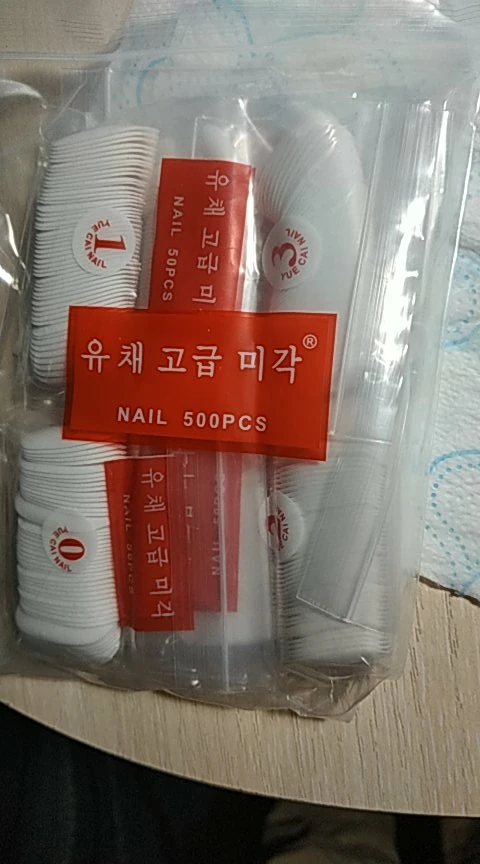 1
YUE CAI NAIL
유채 고급 미
NAIL 50PCS
3
YUE CAI NAIL
유채 고급 미각®
NAIL 500PCS
0
YUE CAI NAIL
유채 고급 미각
NAIL